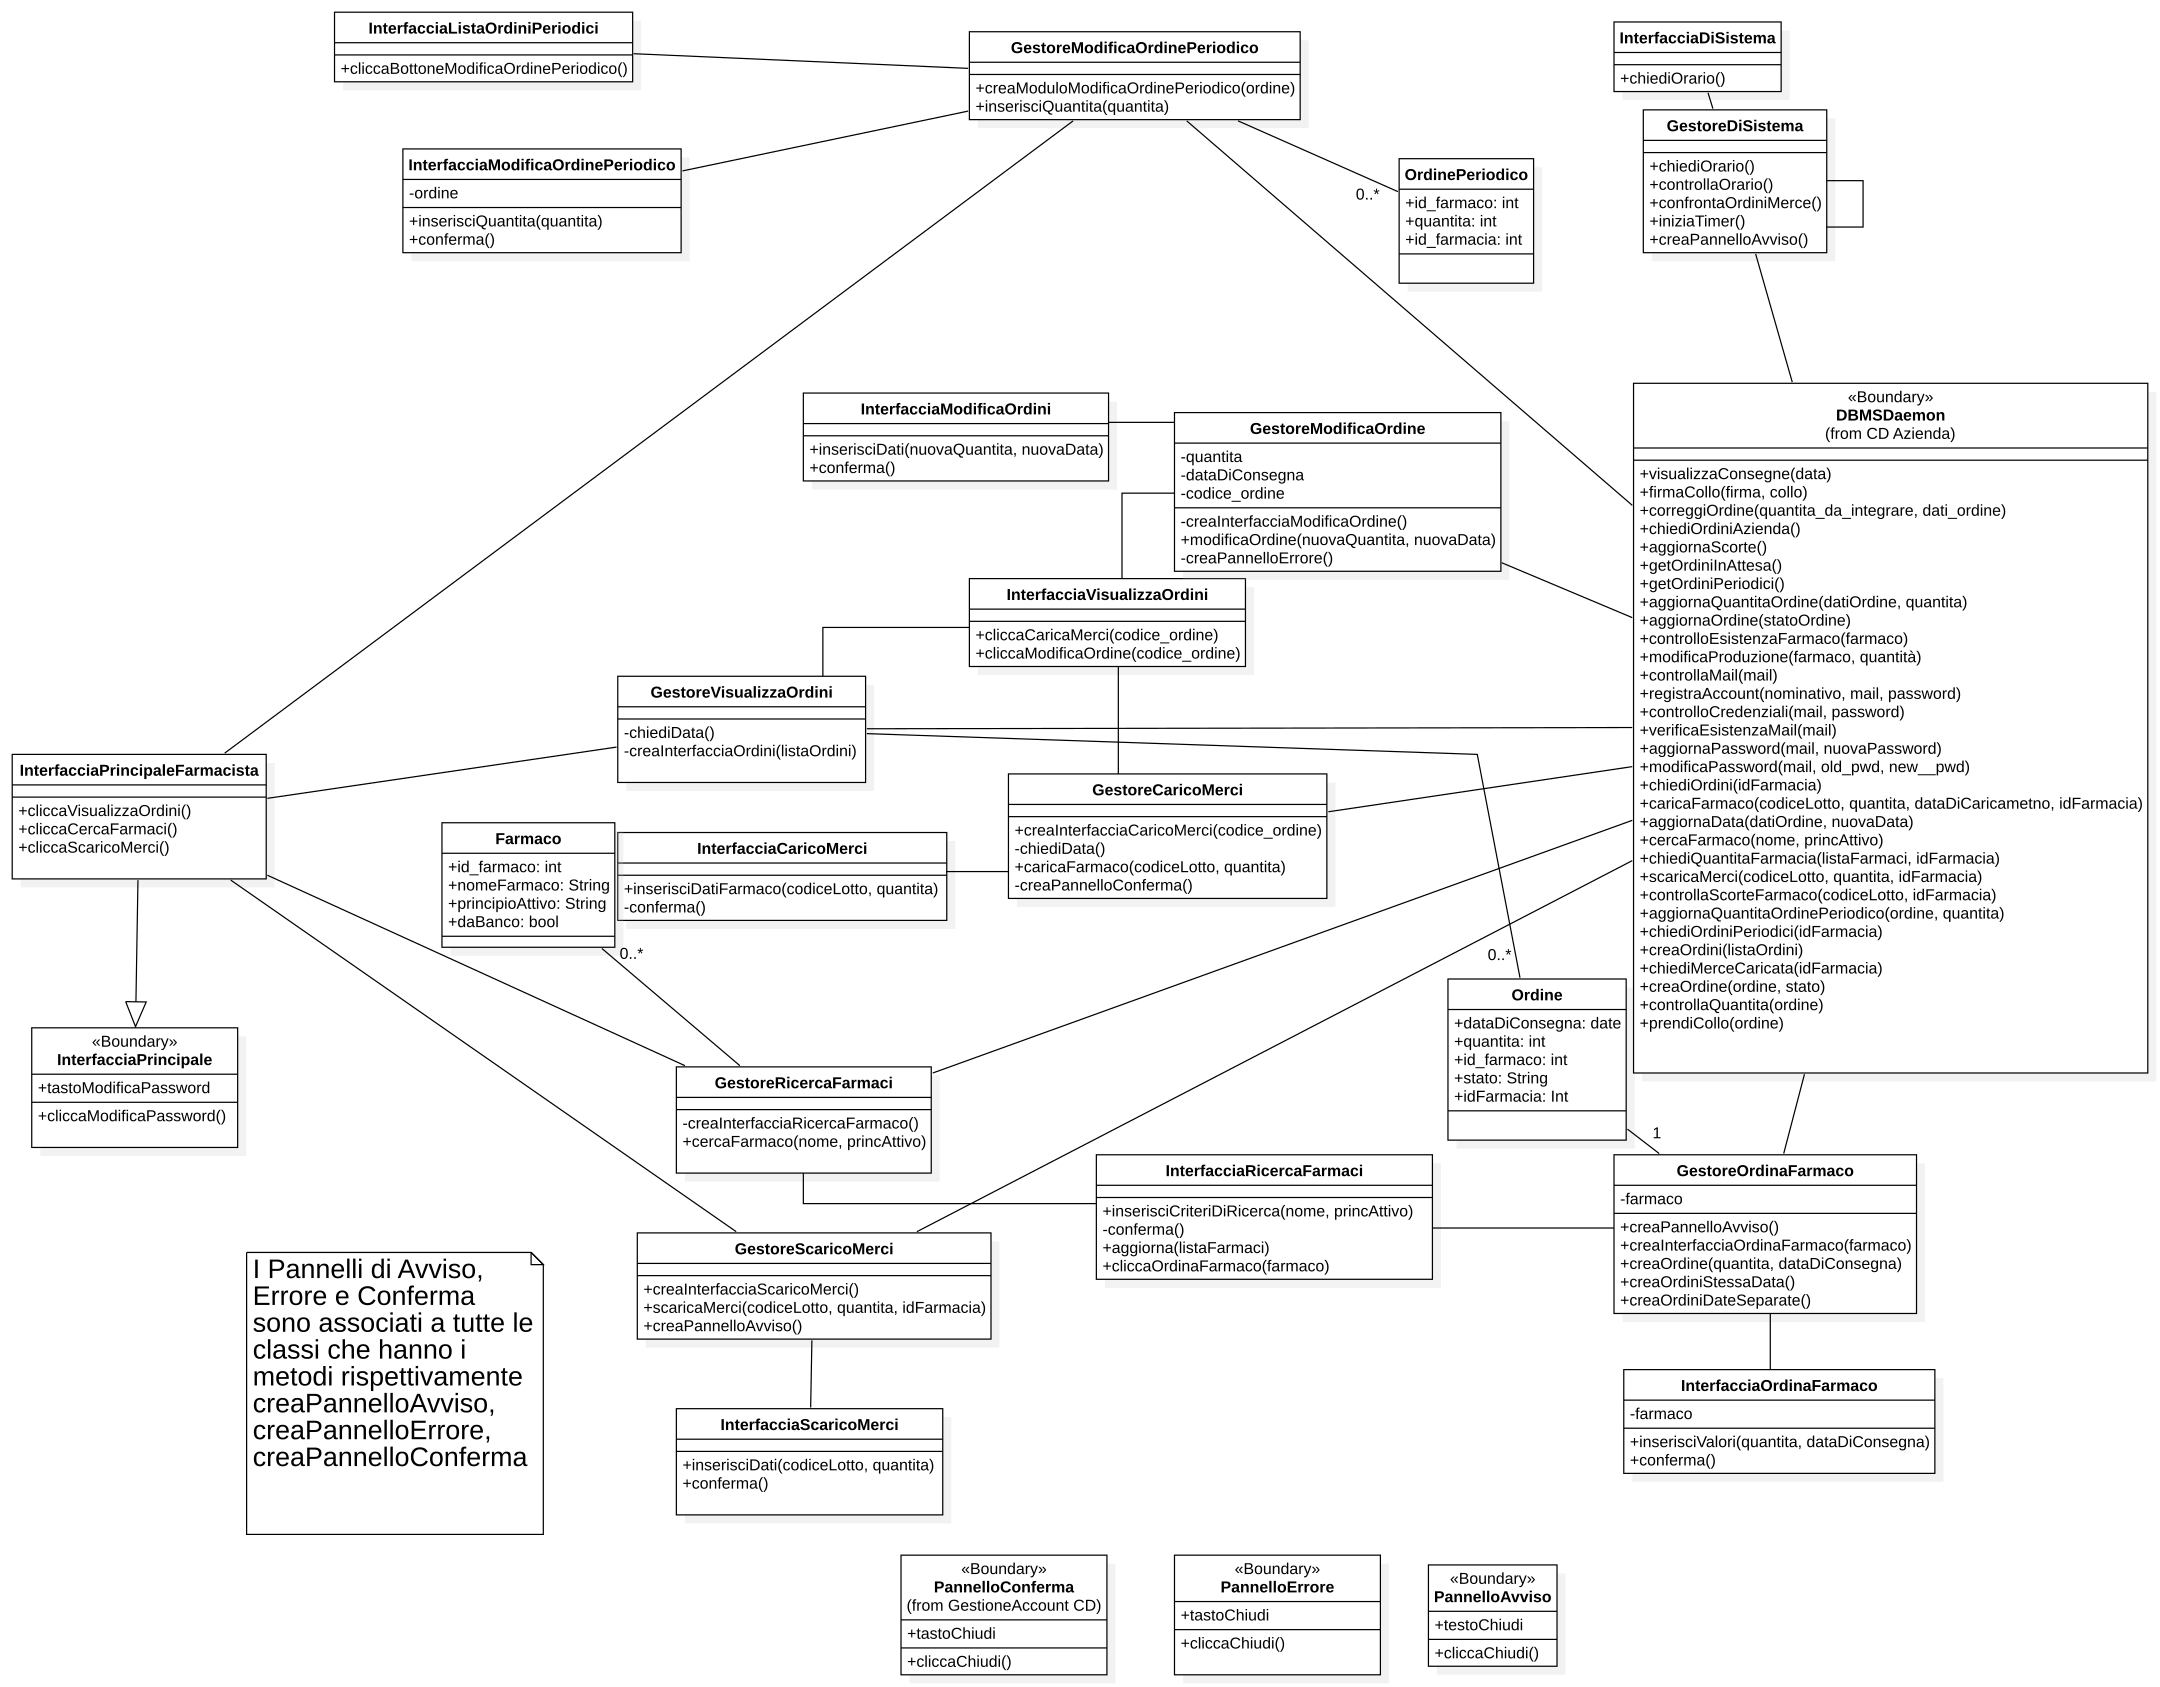 InterfacciaListaOrdiniPeriodici
+cliccaBottoneModificaOrdinePeriodico()
GestoreModificaOrdinePeriodico
+creaModuloModificaOrdinePeriodico(ordine)
+inserisciQuantita(quantita)
InterfacciaDiSistema
+chiediOrario()
GestoreDiSistema
+chiediOrario()
+controllaOrario()
+confrontaOrdiniMerce()
+iniziaTimer()
+creaPannelloAvviso()
InterfacciaModificaOrdinePeriodico
-ordine
+inserisciQuantita(quantita)
+conferma()
0..*
OrdinePeriodico
+id_farmaco: int
+quantita: int
+id_farmacia: int
InterfacciaModificaOrdini
+inserisciDati(nuovaQuantita, nuovaData)
+conferma()
GestoreModificaOrdine
-quantita
-dataDiConsegna
-codice_ordine
-creaInterfacciaModificaOrdine()
+modificaOrdine(nuovaQuantita, nuovaData)
-creaPannelloErrore()
«Boundary»
DBMSDaemon
(from CD Azienda)
+visualizzaConsegne(data)
+firmaCollo(firma, collo)
+correggiOrdine(quantita_da_integrare, dati_ordine)
+chiediOrdiniAzienda()
+aggiornaScorte()
+getOrdiniInAttesa()
+getOrdiniPeriodici()
+aggiornaQuantitaOrdine(datiOrdine, quantita)
+aggiornaOrdine(statoOrdine)
+controlloEsistenzaFarmaco(farmaco)
+modificaProduzione(farmaco, quantità)
+controllaMail(mail)
+registraAccount(nominativo, mail, password)
+controlloCredenziali(mail, password)
+verificaEsistenzaMail(mail)
+aggiornaPassword(mail, nuovaPassword)
+modificaPassword(mail, old_pwd, new__pwd)
+chiediOrdini(idFarmacia)
+caricaFarmaco(codiceLotto, quantita, dataDiCaricametno, idFarmacia)
+aggiornaData(datiOrdine, nuovaData)
+cercaFarmaco(nome, princAttivo)
+chiediQuantitaFarmacia(listaFarmaci, idFarmacia)
+scaricaMerci(codiceLotto, quantita, idFarmacia)
+controllaScorteFarmaco(codiceLotto, idFarmacia)
+aggiornaQuantitaOrdinePeriodico(ordine, quantita)
+chiediOrdiniPeriodici(idFarmacia)
+creaOrdini(listaOrdini)
+chiediMerceCaricata(idFarmacia)
+creaOrdine(ordine, stato)
+controllaQuantita(ordine)
+prendiCollo(ordine)
InterfacciaVisualizzaOrdini
+cliccaCaricaMerci(codice_ordine)
+cliccaModificaOrdine(codice_ordine)
GestoreVisualizzaOrdini
-chiediData()
-creaInterfacciaOrdini(listaOrdini)
InterfacciaPrincipaleFarmacista
+cliccaVisualizzaOrdini()
+cliccaCercaFarmaci()
+cliccaScaricoMerci()
GestoreCaricoMerci
+creaInterfacciaCaricoMerci(codice_ordine)
-chiediData()
+caricaFarmaco(codiceLotto, quantita)
-creaPannelloConferma()
Farmaco
+id_farmaco: int
+nomeFarmaco: String
+principioAttivo: String
+daBanco: bool
0..*
InterfacciaCaricoMerci
+inserisciDatiFarmaco(codiceLotto, quantita)
-conferma()
0..*
Ordine
+dataDiConsegna: date
+quantita: int
+id_farmaco: int
+stato: String
+idFarmacia: Int
1
«Boundary»
InterfacciaPrincipale
+tastoModificaPassword
+cliccaModificaPassword()
GestoreRicercaFarmaci
-creaInterfacciaRicercaFarmaco()
+cercaFarmaco(nome, princAttivo)
InterfacciaRicercaFarmaci
+inserisciCriteriDiRicerca(nome, princAttivo)
-conferma()
+aggiorna(listaFarmaci)
+cliccaOrdinaFarmaco(farmaco)
GestoreOrdinaFarmaco
-farmaco
+creaPannelloAvviso()
+creaInterfacciaOrdinaFarmaco(farmaco)
+creaOrdine(quantita, dataDiConsegna)
+creaOrdiniStessaData()
+creaOrdiniDateSeparate()
GestoreScaricoMerci
+creaInterfacciaScaricoMerci()
+scaricaMerci(codiceLotto, quantita, idFarmacia)
+creaPannelloAvviso()
I Pannelli di Avviso,
Errore e Conferma
sono associati a tutte le
classi che hanno i
metodi rispettivamente
creaPannelloAvviso,
creaPannelloErrore,
creaPannelloConferma
InterfacciaOrdinaFarmaco
-farmaco
+inserisciValori(quantita, dataDiConsegna)
+conferma()
InterfacciaScaricoMerci
+inserisciDati(codiceLotto, quantita)
+conferma()
«Boundary»
PannelloConferma
(from GestioneAccount CD)
+tastoChiudi
+cliccaChiudi()
«Boundary»
PannelloErrore
+tastoChiudi
+cliccaChiudi()
«Boundary»
PannelloAvviso
+testoChiudi
+cliccaChiudi()